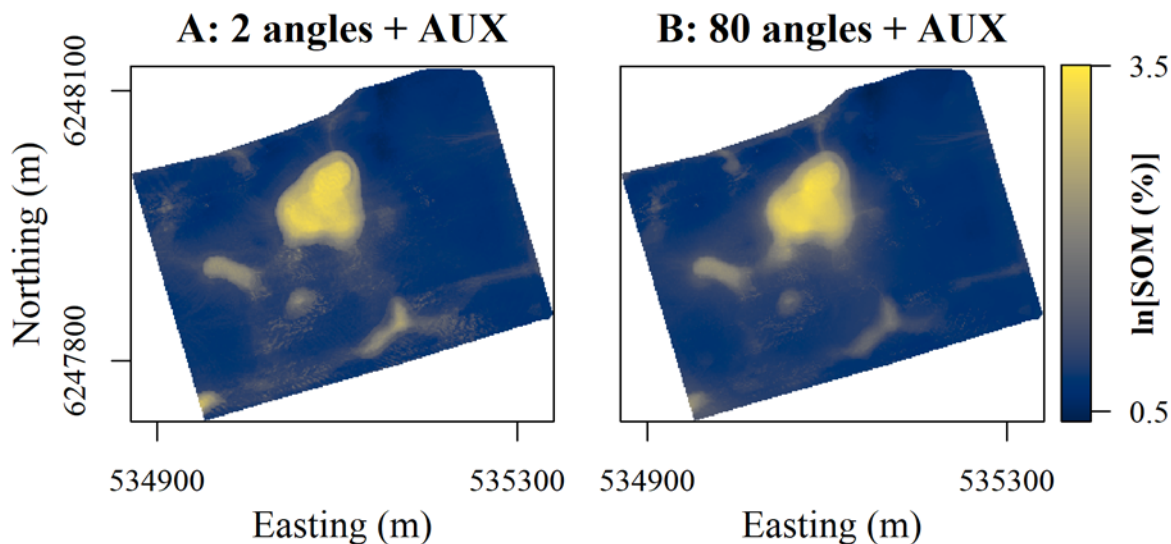 A: 2 angles + AUX
B: 80 angles + AUX
6248100
6247800
Northing (m)
534900
535300
Easting (m)
534900
535300
Easting (m)
3.5
0.5
ln[SOM (%)]